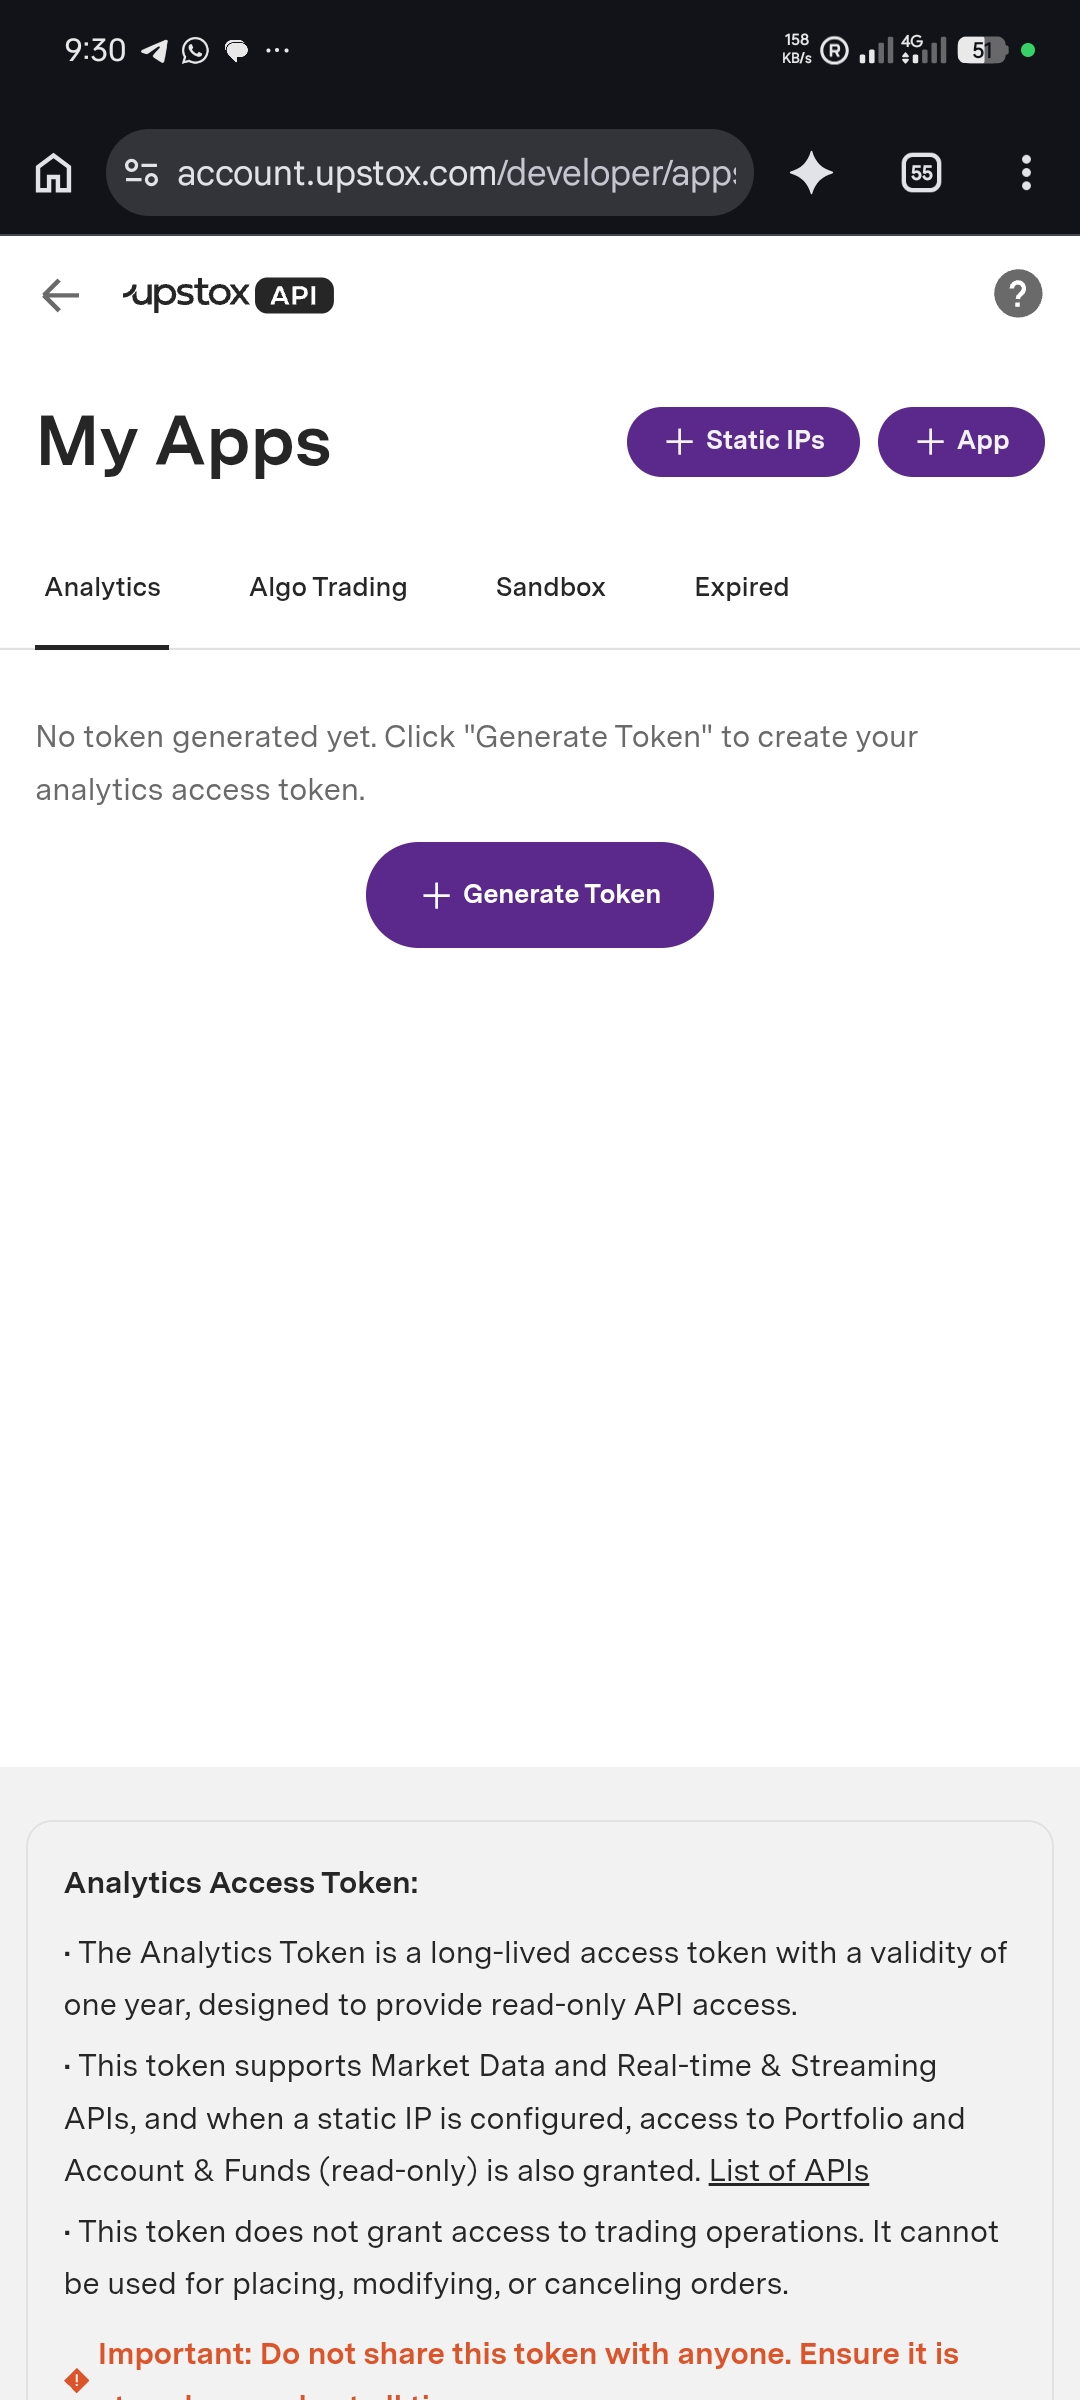 9:30
158
KB/s
R
4G
51
account.upstox.com/developer/apps
55
upstox API
?
My Apps
+ Static IPs
+ App
Analytics
Algo Trading
Sandbox
Expired
No token generated yet. Click "Generate Token" to create your
analytics access token.
+ Generate Token
Analytics Access Token:
· The Analytics Token is a long-lived access token with a validity of
one year, designed to provide read-only API access.
· This token supports Market Data and Real-time & Streaming
APIs, and when a static IP is configured, access to Portfolio and
Account & Funds (read-only) is also granted. List of APIs
· This token does not grant access to trading operations. It cannot
be used for placing, modifying, or canceling orders.
Important: Do not share this token with anyone. Ensure it is